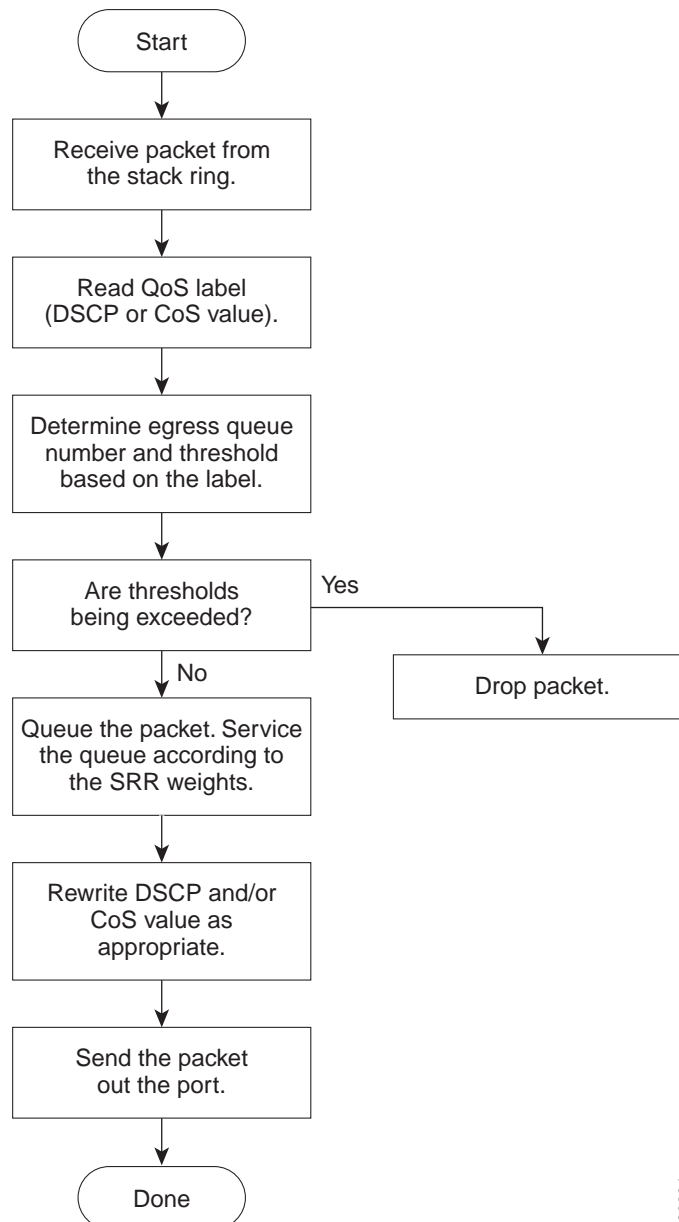 Start
Receive packet from
the stack ring.
Read QoS label
(DSCP or CoS value).
Determine egress queue
number and threshold
based on the label.
Are thresholds
being exceeded?
Yes
No
Drop packet.
Queue the packet. Service
the queue according to
the SRR weights.
Rewrite DSCP and/or
CoS value as
appropriate.
Send the packet
out the port.
Done